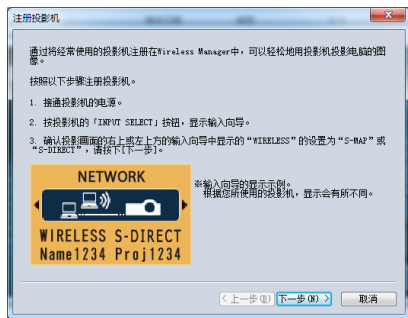 注册投影机
通过将经常使用的投影机注册在Wireless Manager中，可以轻松地用投影机投影电脑的图
像。
按照以下步骤注册投影机。
1. 接通投影机的电源。
2. 按投影机的「INPUT SELECT」按钮，显示输入向导。
3. 确认投影画面的右上或左上方的输入向导中显示的“WIRELESS”的设置为“S-MAP”或
“S-DIRECT”，请按下[下一步]。
NETWORK
WIRELESS S-DIRECT
Name1234 Proj1234
※输入向导的显示示例。
根据您所使用的投影机，显示会有所不同。
< 上一步(B) 下一步(N) > 取消